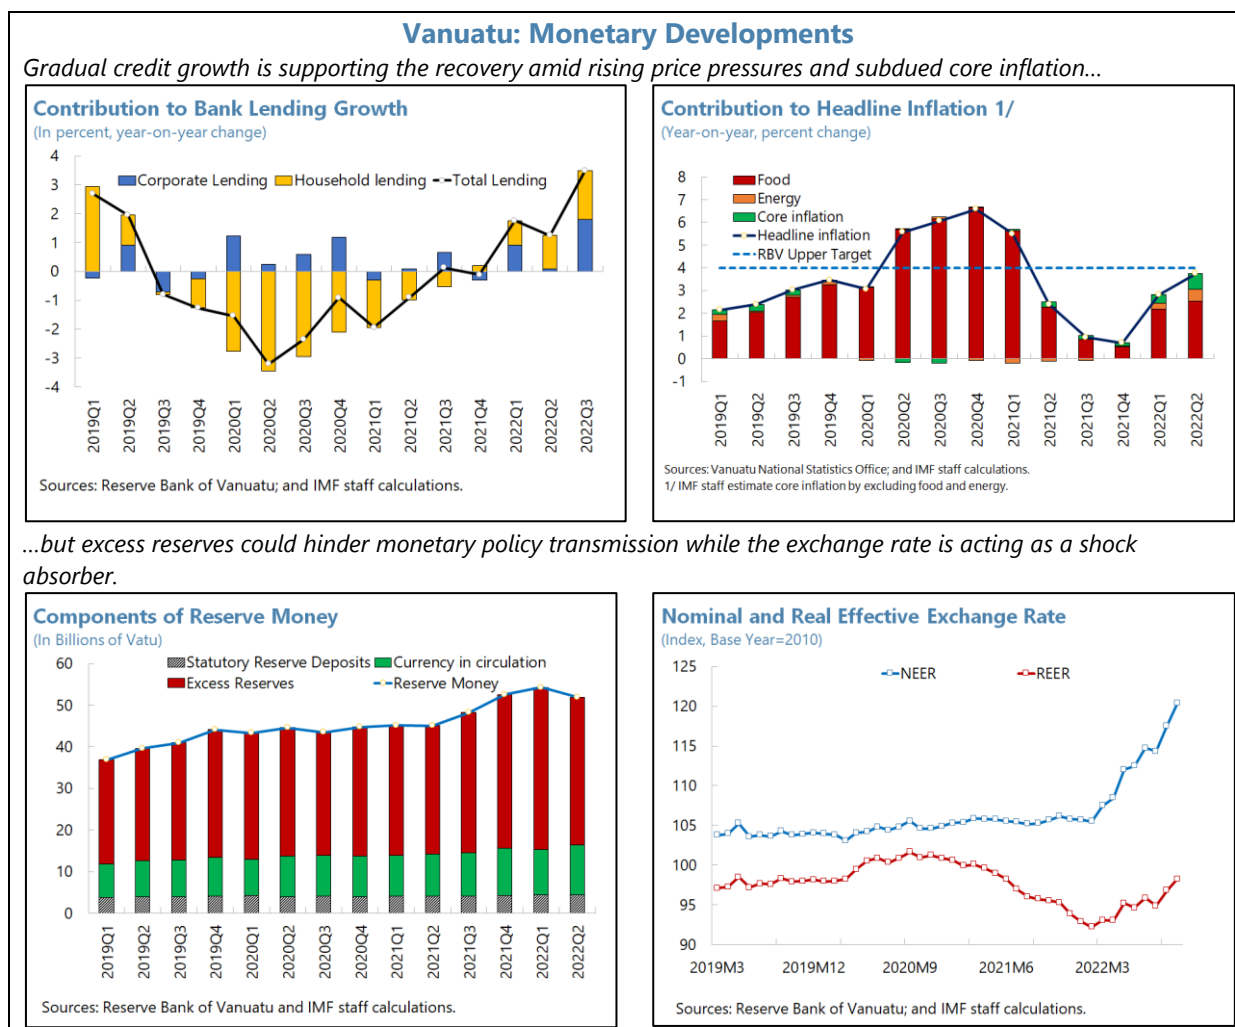 Vanuatu: Monetary Developments
Gradual credit growth is supporting the recovery amid rising price pressures and subdued core inflation...
Contribution to Bank Lending Growth
(In percent, year-on-year change)
4
3
2
1
0
-1
-2
-3
-4
Corporate Lending Household lending Total Lending
2019Q1 2019Q2 2019Q3 2019Q4 2020Q1 2020Q2 2020Q3 2020Q4 2021Q1 2021Q2 2021Q3 2021Q4 2022Q1 2022Q2 2022Q3
Sources: Reserve Bank of Vanuatu; and IMF staff calculations.
Contribution to Headline Inflation 1/
(Year-on-year, percent change)
8
7
6
5
4
3
2
1
0
-1
Food
Energy
Core inflation
Headline inflation
RBV Upper Target
2019Q1 2019Q2 2019Q3 2019Q4 2020Q1 2020Q2 2020Q3 2020Q4 2021Q1 2021Q2 2021Q3 2021Q4 2022Q1 2022Q2
Sources: Vanuatu National Statistics Office; and IMF staff calculations.
1/ IMF staff estimate core inflation by excluding food and energy.
...but excess reserves could hinder monetary policy transmission while the exchange rate is acting as a shock
absorber.
Components of Reserve Money
(In Billions of Vatu)
60
50
40
30
20
10
0
Statutory Reserve Deposits Currency in circulation
Excess Reserves Reserve Money
2019Q1 2019Q2 2019Q3 2019Q4 2020Q1 2020Q2 2020Q3 2020Q4 2021Q1 2021Q2 2021Q3 2021Q4 2022Q1 2022Q2
Sources: Reserve Bank of Vanuatu and IMF staff calculations.
Nominal and Real Effective Exchange Rate
(Index, Base Year=2010)
125
120
115
110
105
100
95
90
NEER REER
2019M3 2019M12 2020M9 2021M6 2022M3
Sources: Reserve Bank of Vanuatu; and IMF staff calculations.